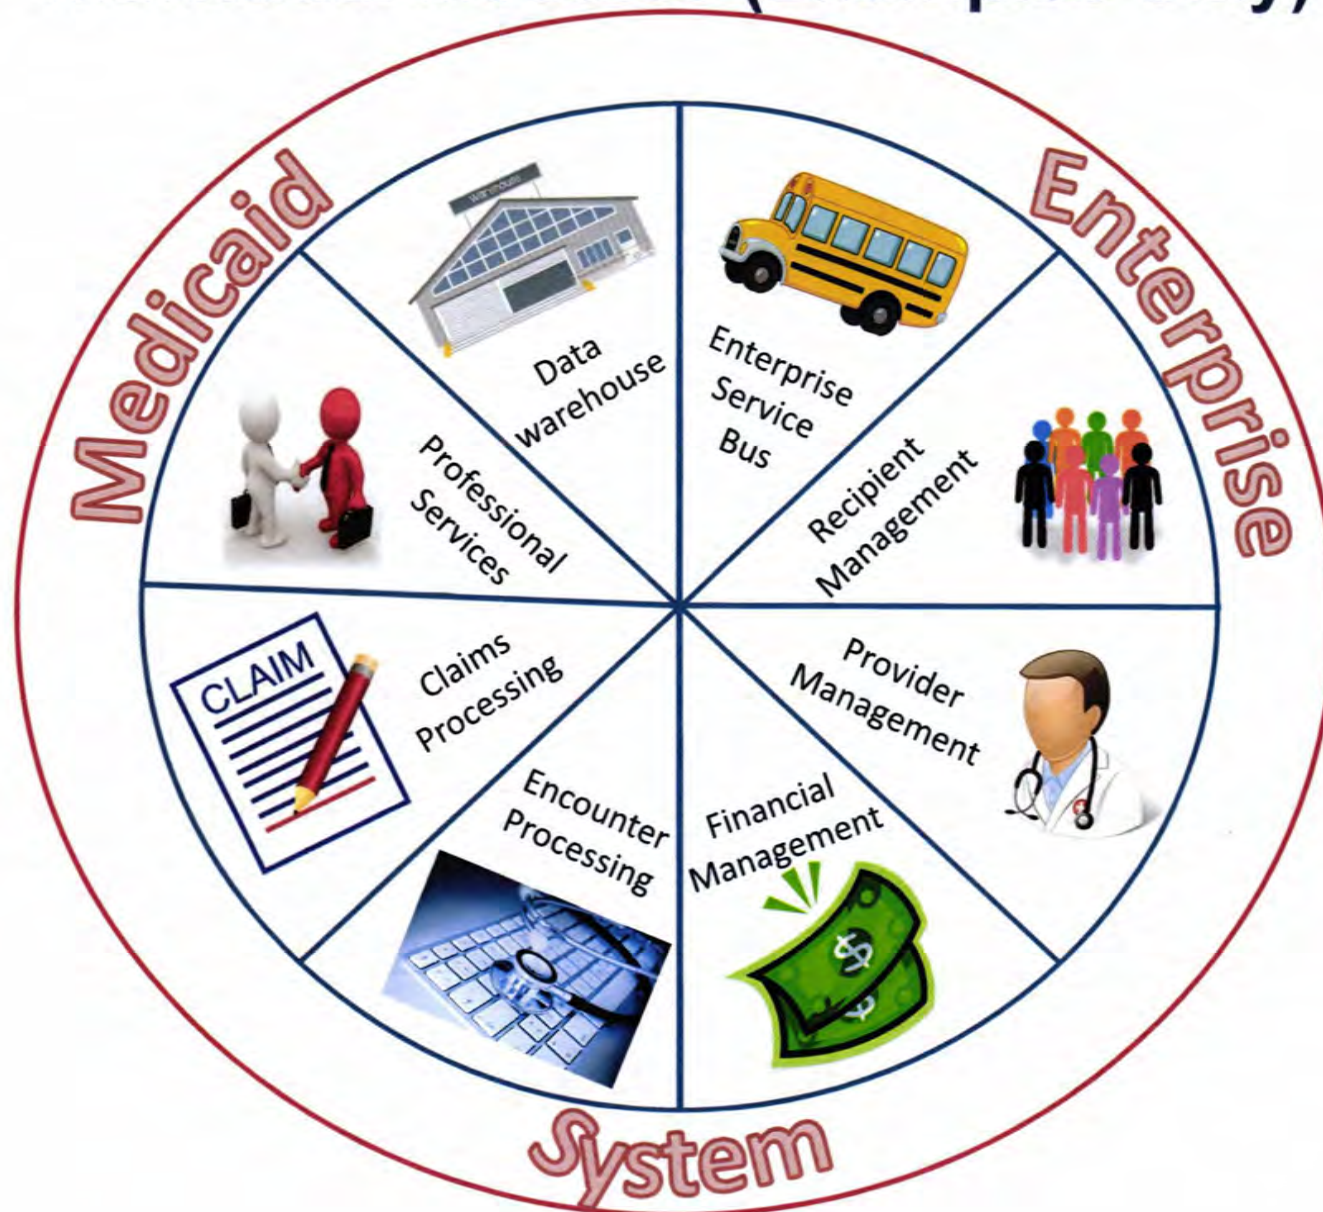 Medicaid
Enterprise
System
warehouse
Data
warehouse
Enterprise
Service
Bus
Recipient
Management
Provider
Management
Financial
Management
Encounter
Processing
Claims
Processing
CLAIM
Professional
Services